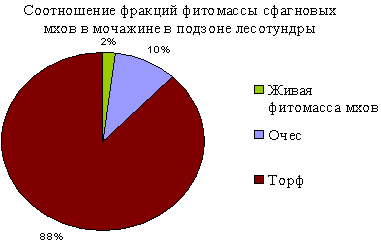 Соотношение фракций фитомассы сфагновых
мхов в мочажине в подзоне лесотундры
2%
10%
Живая
фитомасса мхов
Очес
Торф
88%